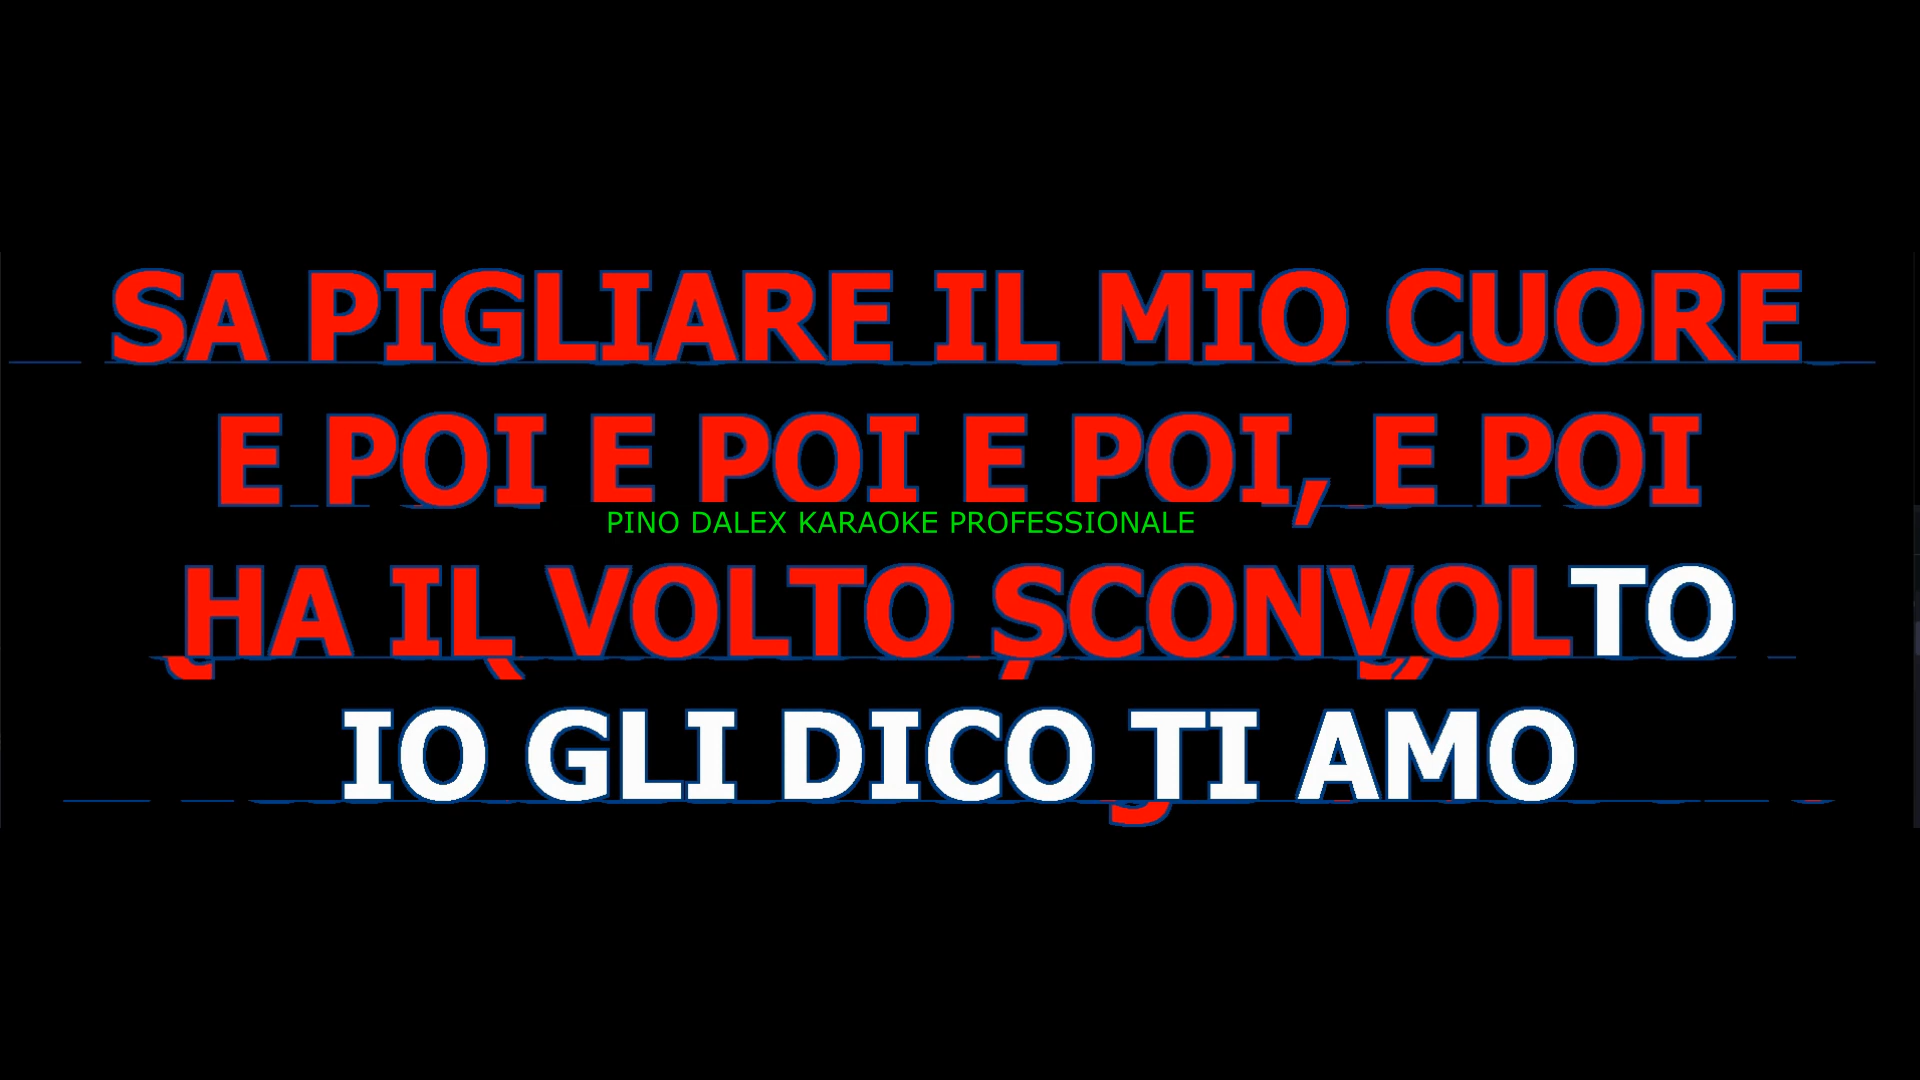 SA PIGLIARE IL MIO CUORE
E POI E POI E POI, E POI
PINO DALEX KARAOKE PROFESSIONALE
HA IL VOLTO SCONVOLTO
IO GLI DICO TI AMO